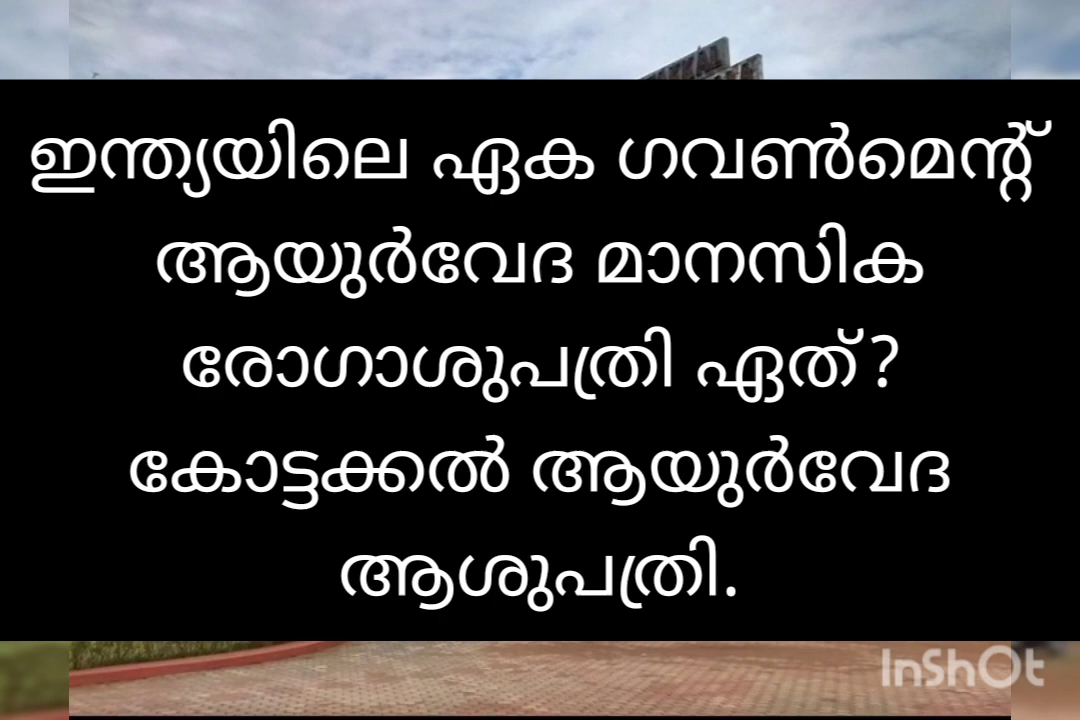 ഇന്ത്യയിലെ ഏക ഗവൺമെന്റ്
ആയുർവേദ മാനസിക
രോഗാശുപത്രി ഏത്?
കോട്ടക്കൽ ആയുർവേദ
ആശുപത്രി.
InShOt